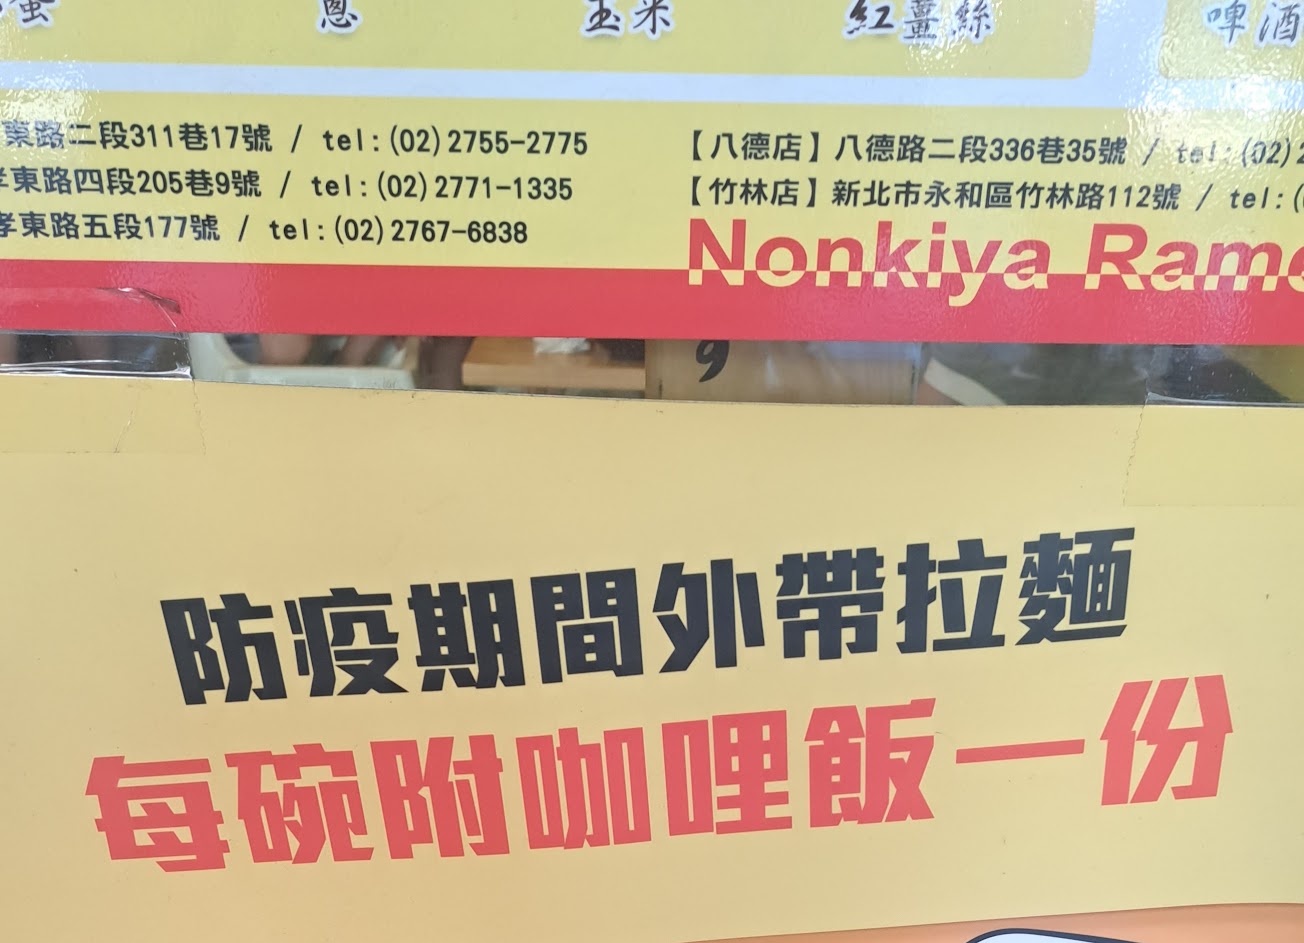 蔥 玉米 紅薑絲 啤酒
東路二段311巷17號 / tel:(02)2755-2775
孝東路四段205巷9號 / tel:(02)2771-1335
孝東路五段177號 / tel:(02)2767-6838
【八德店】八德路二段336巷35號 / tel:(02)2
【竹林店】新北市永和區竹林路112號 / tel:(
Nonkiya Rame
9
防疫期間外帶拉麵
每碗附咖哩飯一份